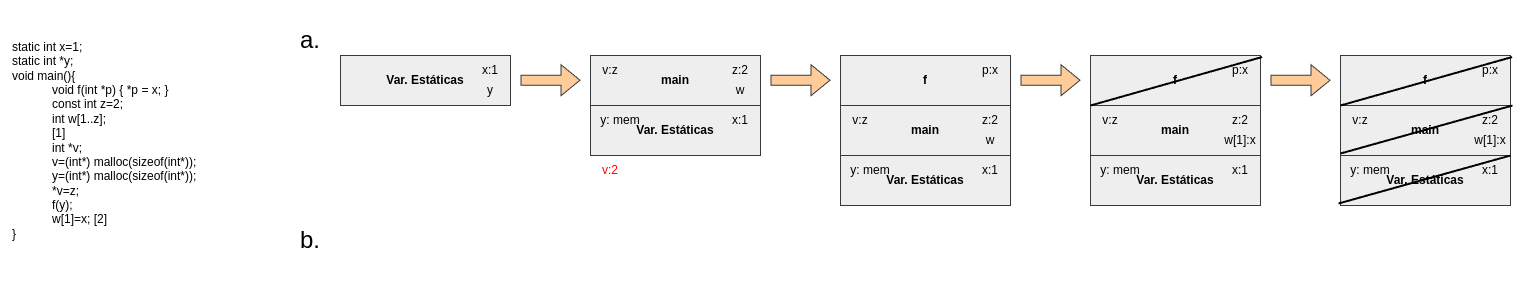 static int x=1;
static int *y;
void main(){
void f(int *p) { *p = x; }
const int z=2;
int w[1..z];
[1]
int *v;
v=(int*) malloc(sizeof(int*));
y=(int*) malloc(sizeof(int*));
*v=z;
f(y);
w[1]=x; [2]
}
a.
Var. Estáticas
x:1
y
v:z
main
z:2
w
y: mem
Var. Estáticas
x:1
v:2
f
p:x
v:z
main
z:2
w
y: mem
Var. Estáticas
x:1
f
p:x
v:z
main
z:2
w[1]:x
y: mem
Var. Estáticas
x:1
f
p:x
v:z
main
z:2
w[1]:x
y: mem
Var. Estáticas
x:1
b.